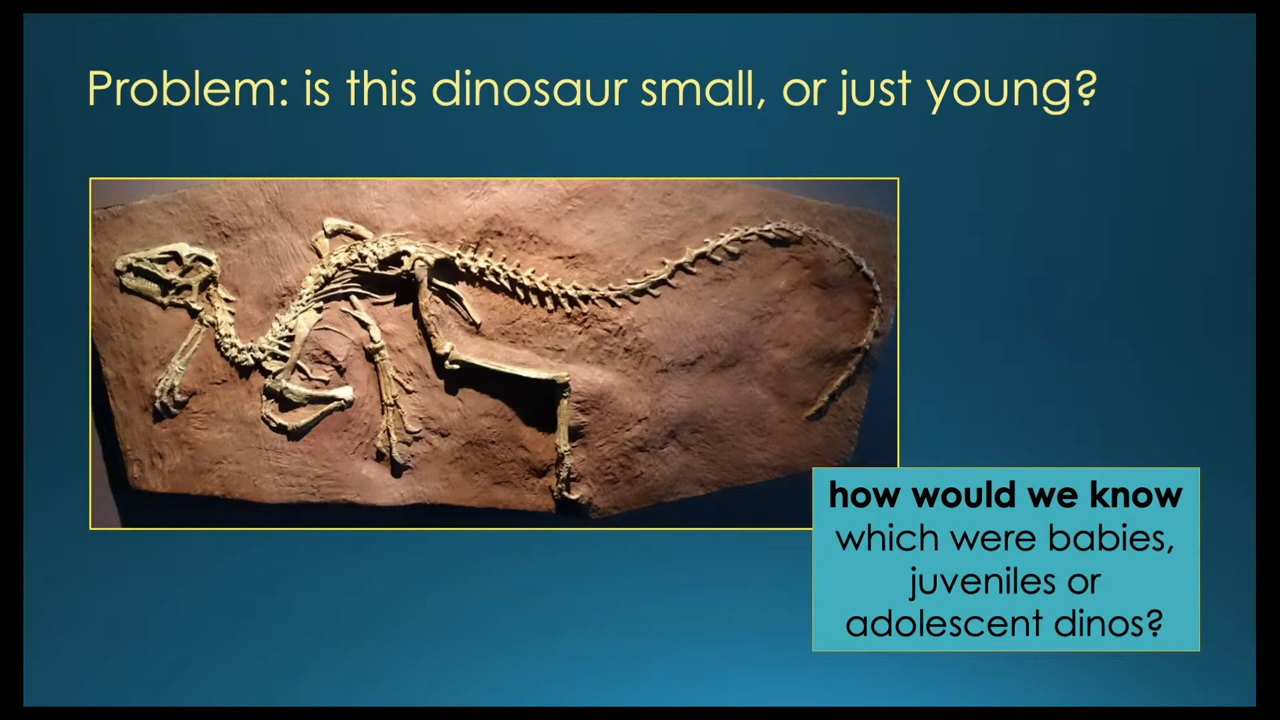 Problem: is this dinosaur small, or just young?
how would we know
which were babies,
juveniles or
adolescent dinos?